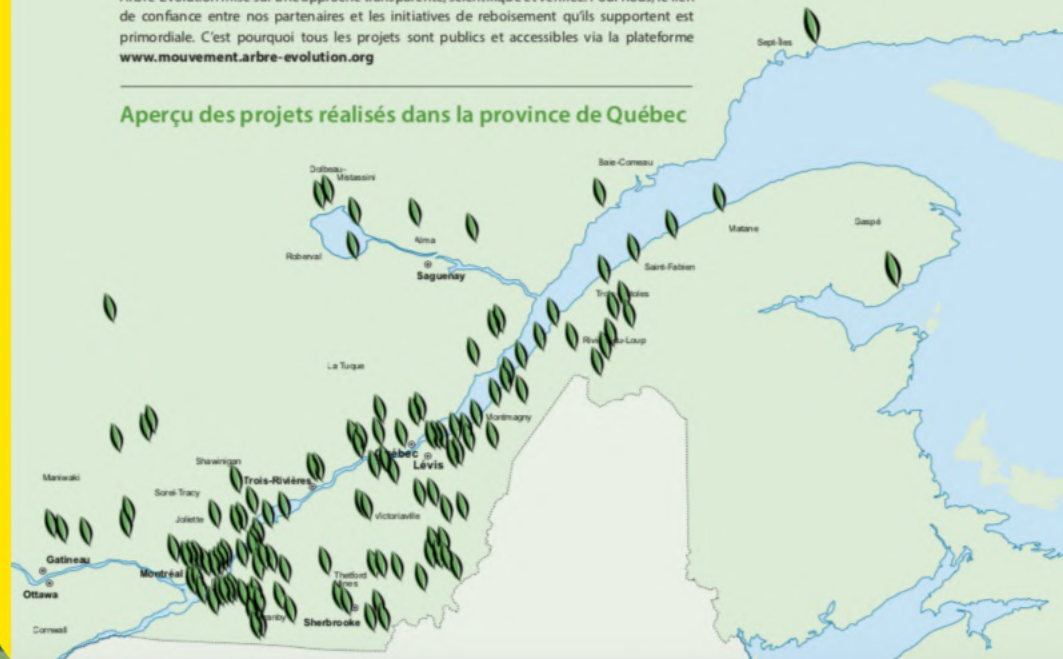 de confiance entre nos partenaires et les initiatives de reboisement qu'ils supportent est
primordiale. C'est pourquoi tous les projets sont publics et accessibles via la plateforme
www.mouvement.arbre-evolution.org
Aperçu des projets réalisés dans la province de Québec
Sept-Îles
Dolbeau-
Mistassini
Baie-Comeau
Alma
Matane
Gaspé
Roberval
Saguenay
Saint-Fabien
La Tuque
Montmagny
Québec
Lévis
Shawinigan
Maniwaki
Trois-Rivières
Sorel-Tracy
Joliette
Victoriaville
Gatineau
Montréal
Ottawa
Thetford
Mines
Sherbrooke
Cornwall